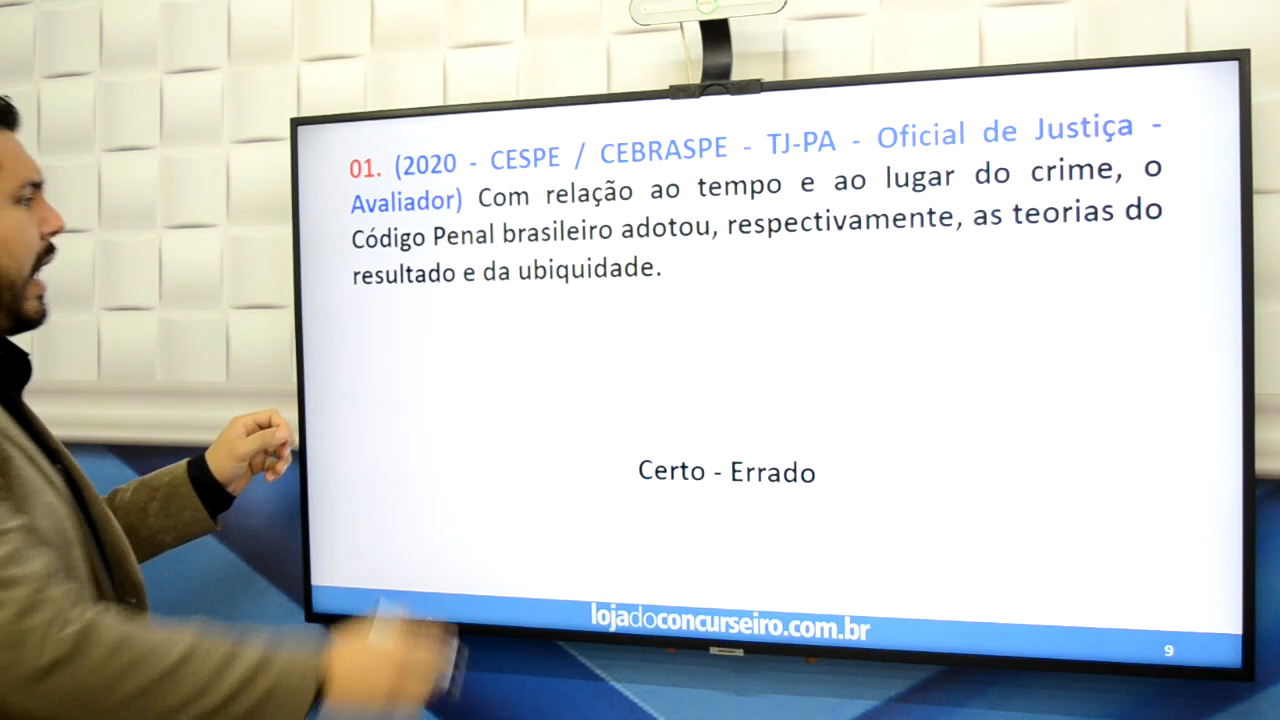 01. (2020 - CESPE / CEBRASPE - TJ-PA - Oficial de Justiça -
Avaliador) Com relação ao tempo e ao lugar do crime, o
Código Penal brasileiro adotou, respectivamente, as teorias do
resultado e da ubiquidade.
Certo - Errado
lojadoconcurseiro.com.br
9